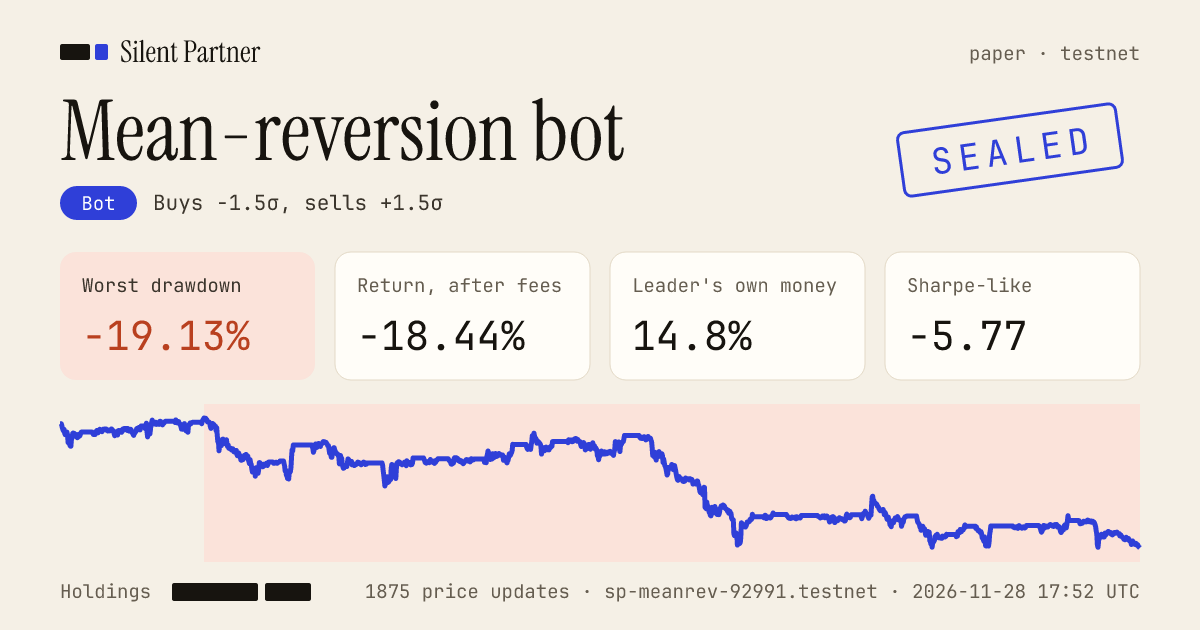 Silent Partner
paper · testnet
Mean-reversion bot
SEALED
Bot
Buys -1.5σ, sells +1.5σ
Worst drawdown
-19.13%
Return, after fees
-18.44%
Leader's own money
14.8%
Sharpe-like
-5.77
Holdings
1875 price updates · sp-meanrev-92991.testnet · 2026-11-28 17:52 UTC